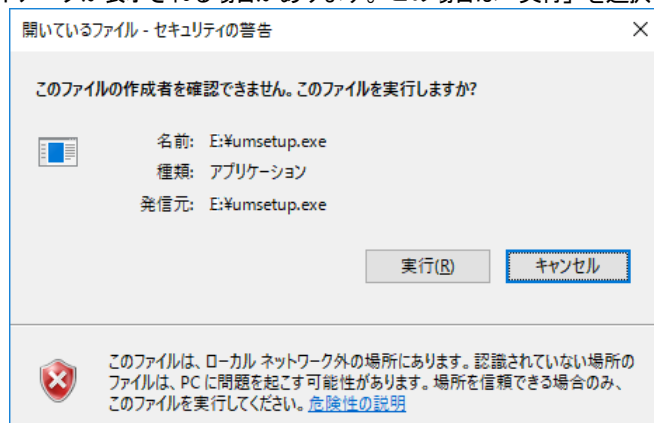 開いているファイル - セキュリティの警告
このファイルの作成者を確認できません。このファイルを実行しますか?
名前: E:¥umsetup.exe
種類: アプリケーション
発信元: E:¥umsetup.exe
実行(R) キャンセル
このファイルは、ローカル ネットワーク外の場所にあります。認識されていない場所の
ファイルは、PC に問題を起こす可能性があります。場所を信頼できる場合のみ、
このファイルを実行してください。危険性の説明